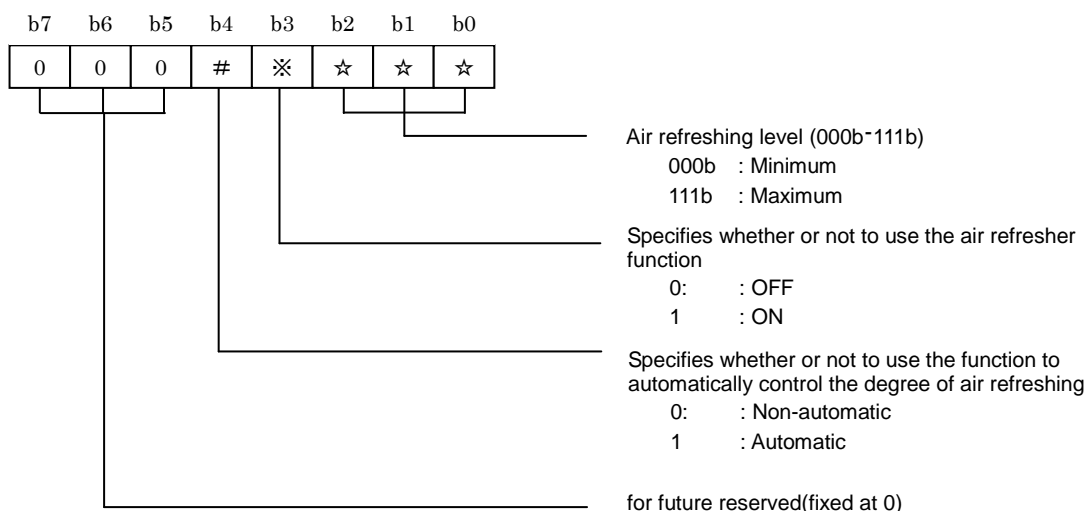 b7 b6 b5 b4 b3 b2 b1 b0
0 0 0 # ※ ☆ ☆ ☆
Air refreshing level (000b-111b)
000b : Minimum
111b : Maximum
Specifies whether or not to use the air refresher
function
0: : OFF
1 : ON
Specifies whether or not to use the function to
automatically control the degree of air refreshing
0: : Non-automatic
1 : Automatic
for future reserved(fixed at 0)